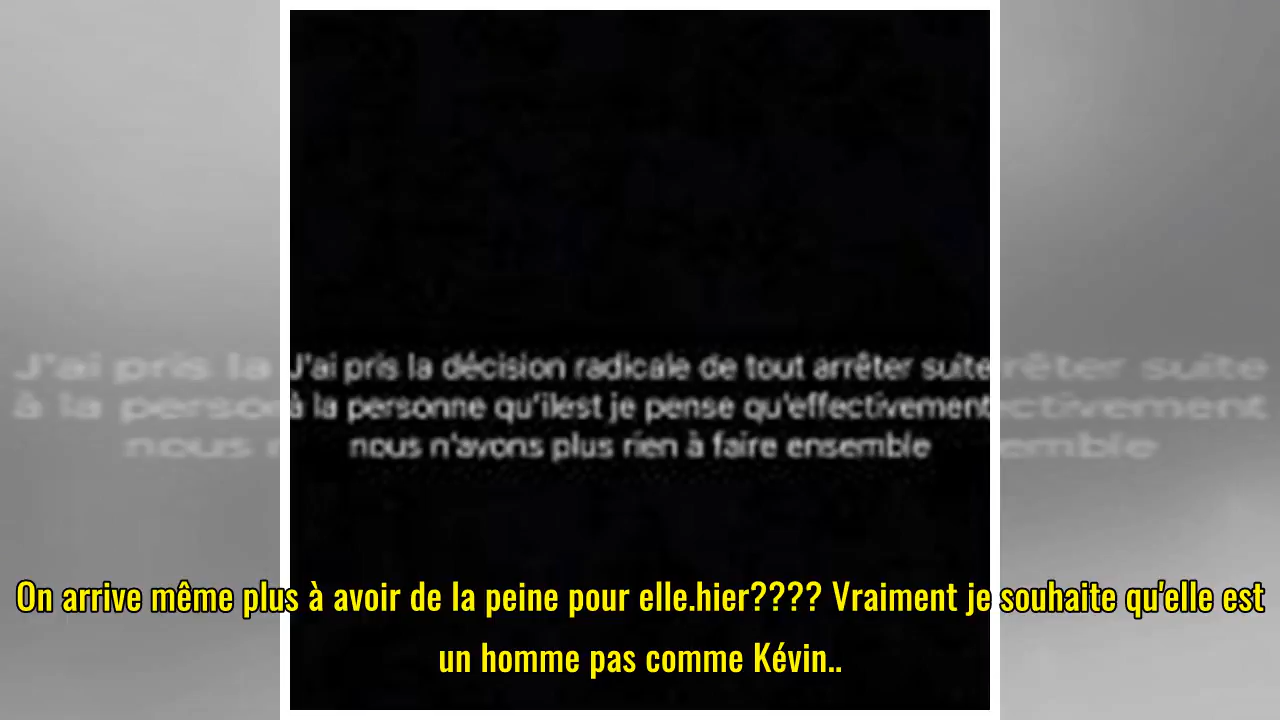 J'ai pris la décision radicale de tout arrêter suite
à la personne qu'ilest je pense qu'effectivement
nous n'avons plus rien à faire ensemble
On arrive même plus à avoir de la peine pour elle.hier???? Vraiment je souhaite qu'elle est
un homme pas comme Kévin..